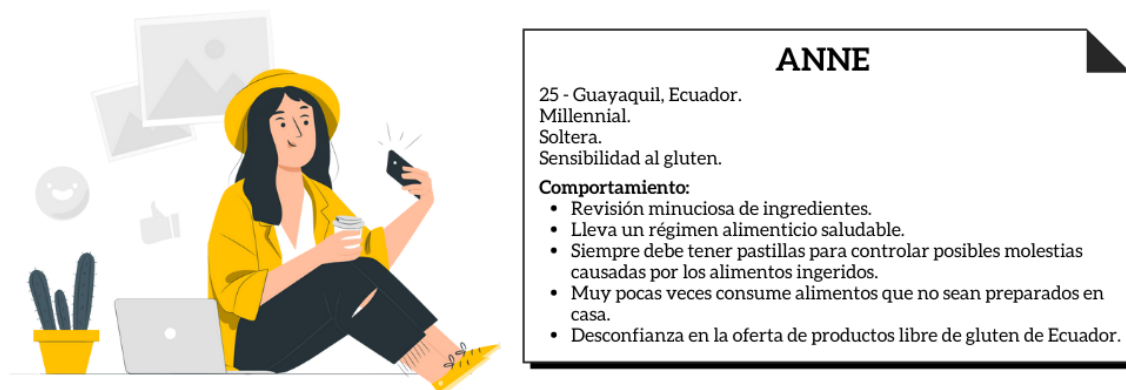 ANNE
25 - Guayaquil, Ecuador.
Millennial.
Soltera.
Sensibilidad al gluten.
Comportamiento:
• Revisión minuciosa de ingredientes.
• Lleva un régimen alimenticio saludable.
• Siempre debe tener pastillas para controlar posibles molestias
causadas por los alimentos ingeridos.
• Muy pocas veces consume alimentos que no sean preparados en
casa.
• Desconfianza en la oferta de productos libre de gluten de Ecuador.